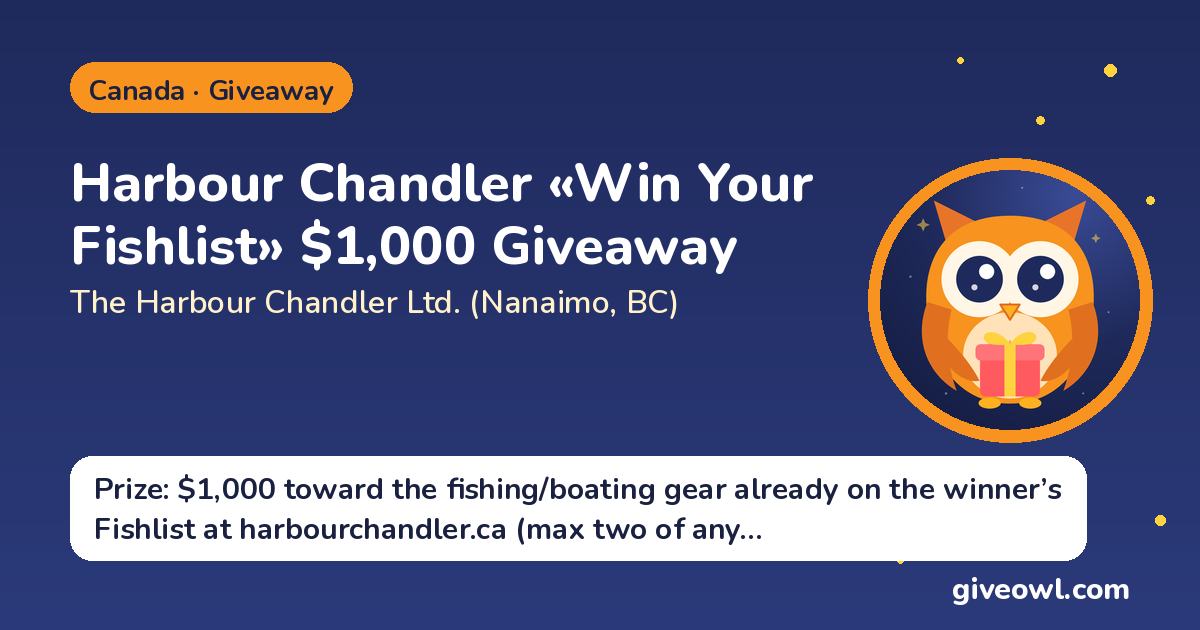 Canada · Giveaway
Harbour Chandler «Win Your
Fishlist» $1,000 Giveaway
The Harbour Chandler Ltd. (Nanaimo, BC)
Prize: $1,000 toward the fishing/boating gear already on the winner’s
Fishlist at harbourchandler.ca (max two of any...
giveowl.com